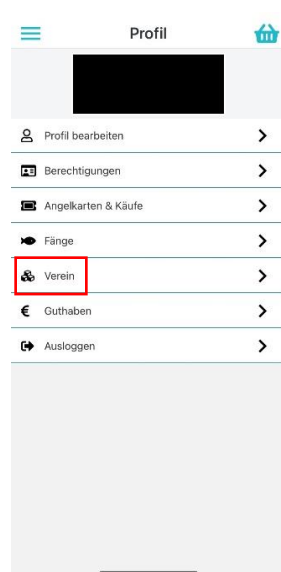 Profil
Profil bearbeiten
Berechtigungen
Angelkarten & Käufe
Fänge
Verein
€ Guthaben
Ausloggen